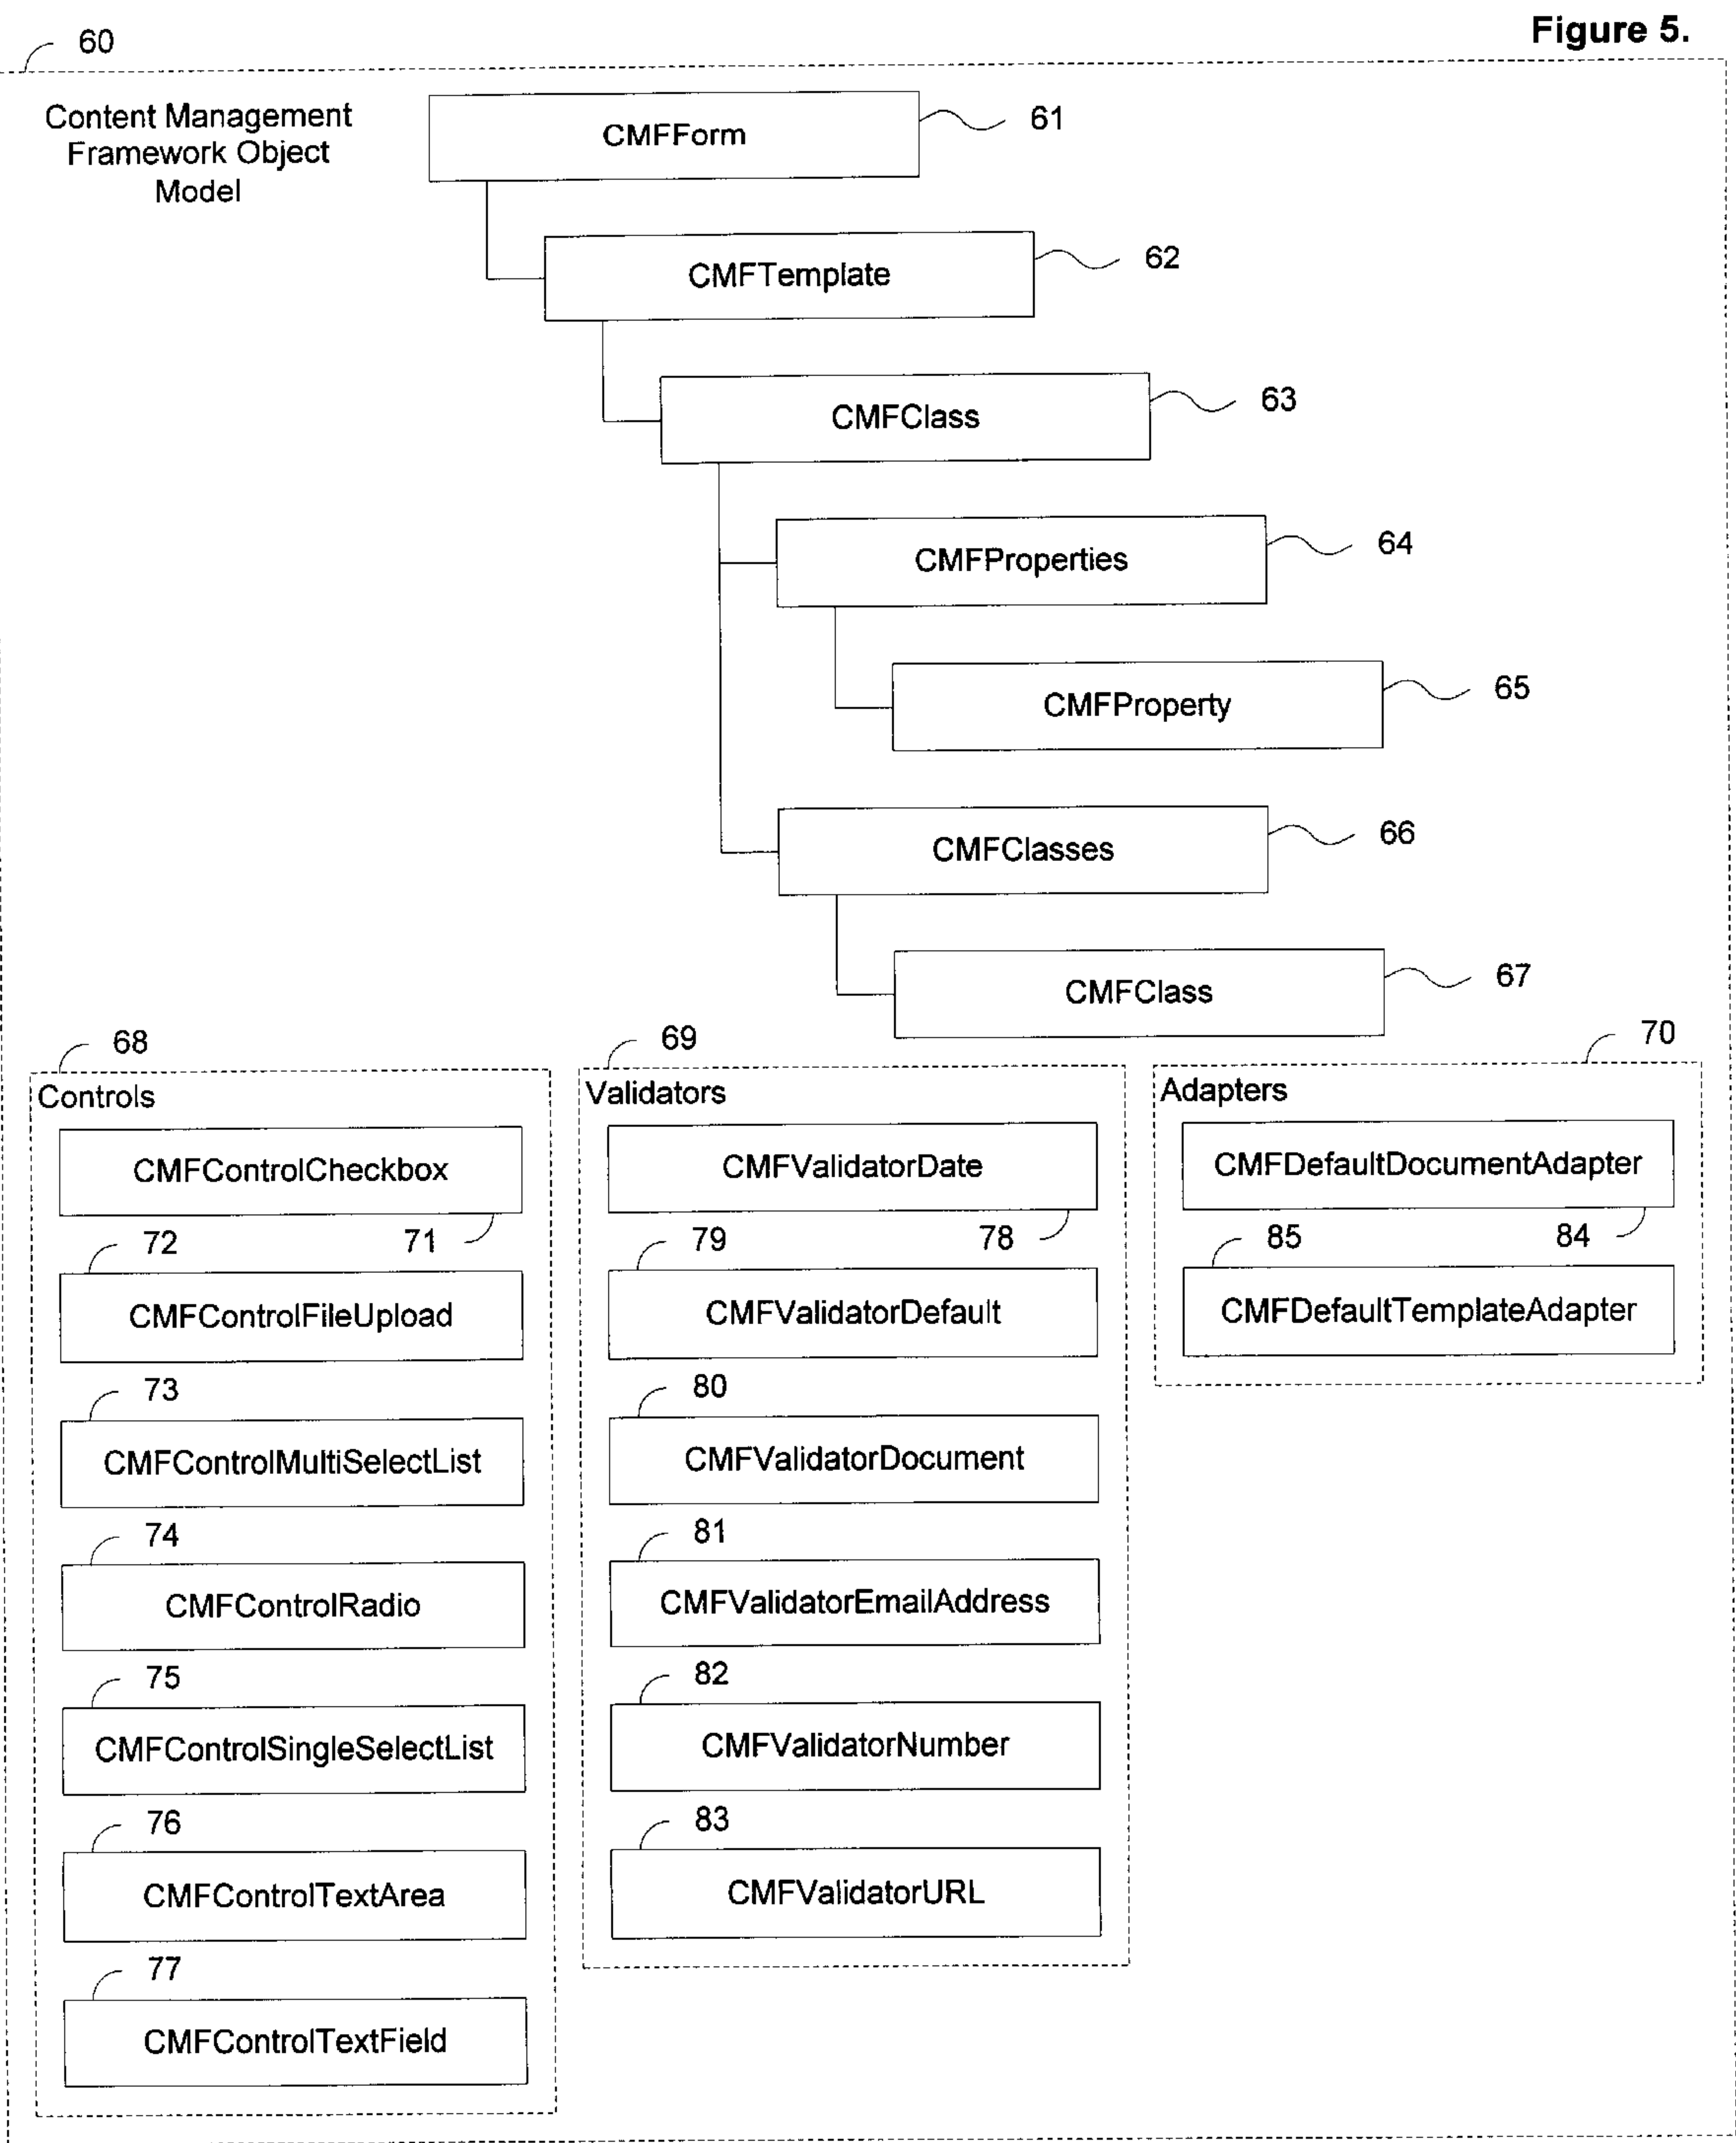 Figure 5.
60
Content Management
Framework Object
Model
CMFForm
61
CMFTemplate
62
CMFClass
63
CMFProperties
64
CMFProperty
65
CMFClasses
66
CMFClass
67
68
Controls
CMFControlCheckbox
71
72
CMFControlFileUpload
73
CMFControlMultiSelectList
74
CMFControlRadio
75
CMFControlSingleSelectList
76
CMFControlTextArea
77
CMFControlTextField
69
Validators
CMFValidatorDate
78
79
CMFValidatorDefault
80
CMFValidatorDocument
81
CMFValidatorEmailAddress
82
CMFValidatorNumber
83
CMFValidatorURL
70
Adapters
CMFDefaultDocumentAdapter
84
85
CMFDefaultTemplateAdapter